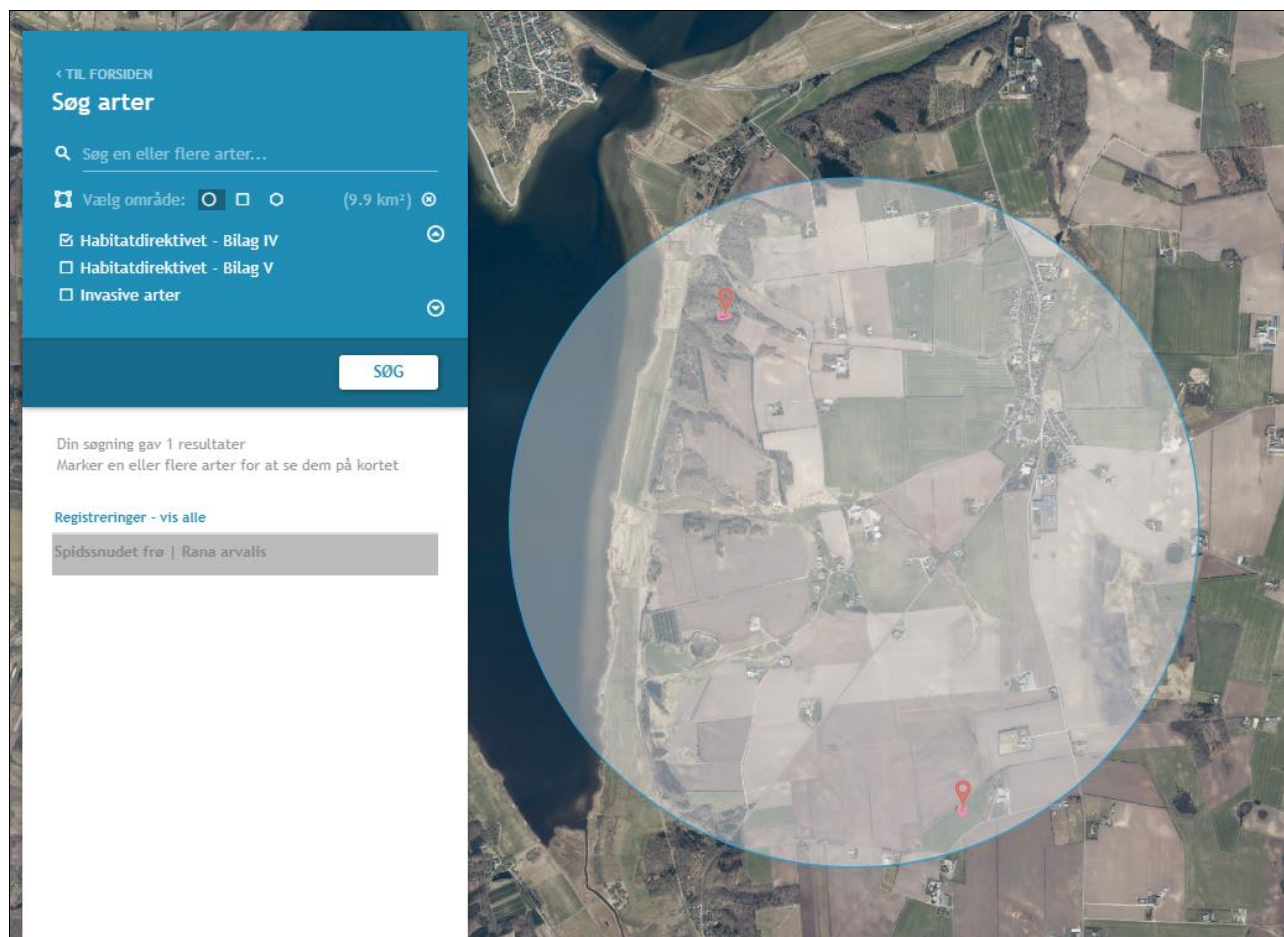 ‹ TIL FORSIDEN
Søg arter
Søg en eller flere arter...
Vælg område:
(9.9 km²)
Habitatdirektivet - Bilag IV
Habitatdirektivet - Bilag V
Invasive arter
SØG
Din søgning gav 1 resultater
Marker en eller flere arter for at se dem på kortet
Registreringer - vis alle
Spidssnudet frø | Rana arvalis